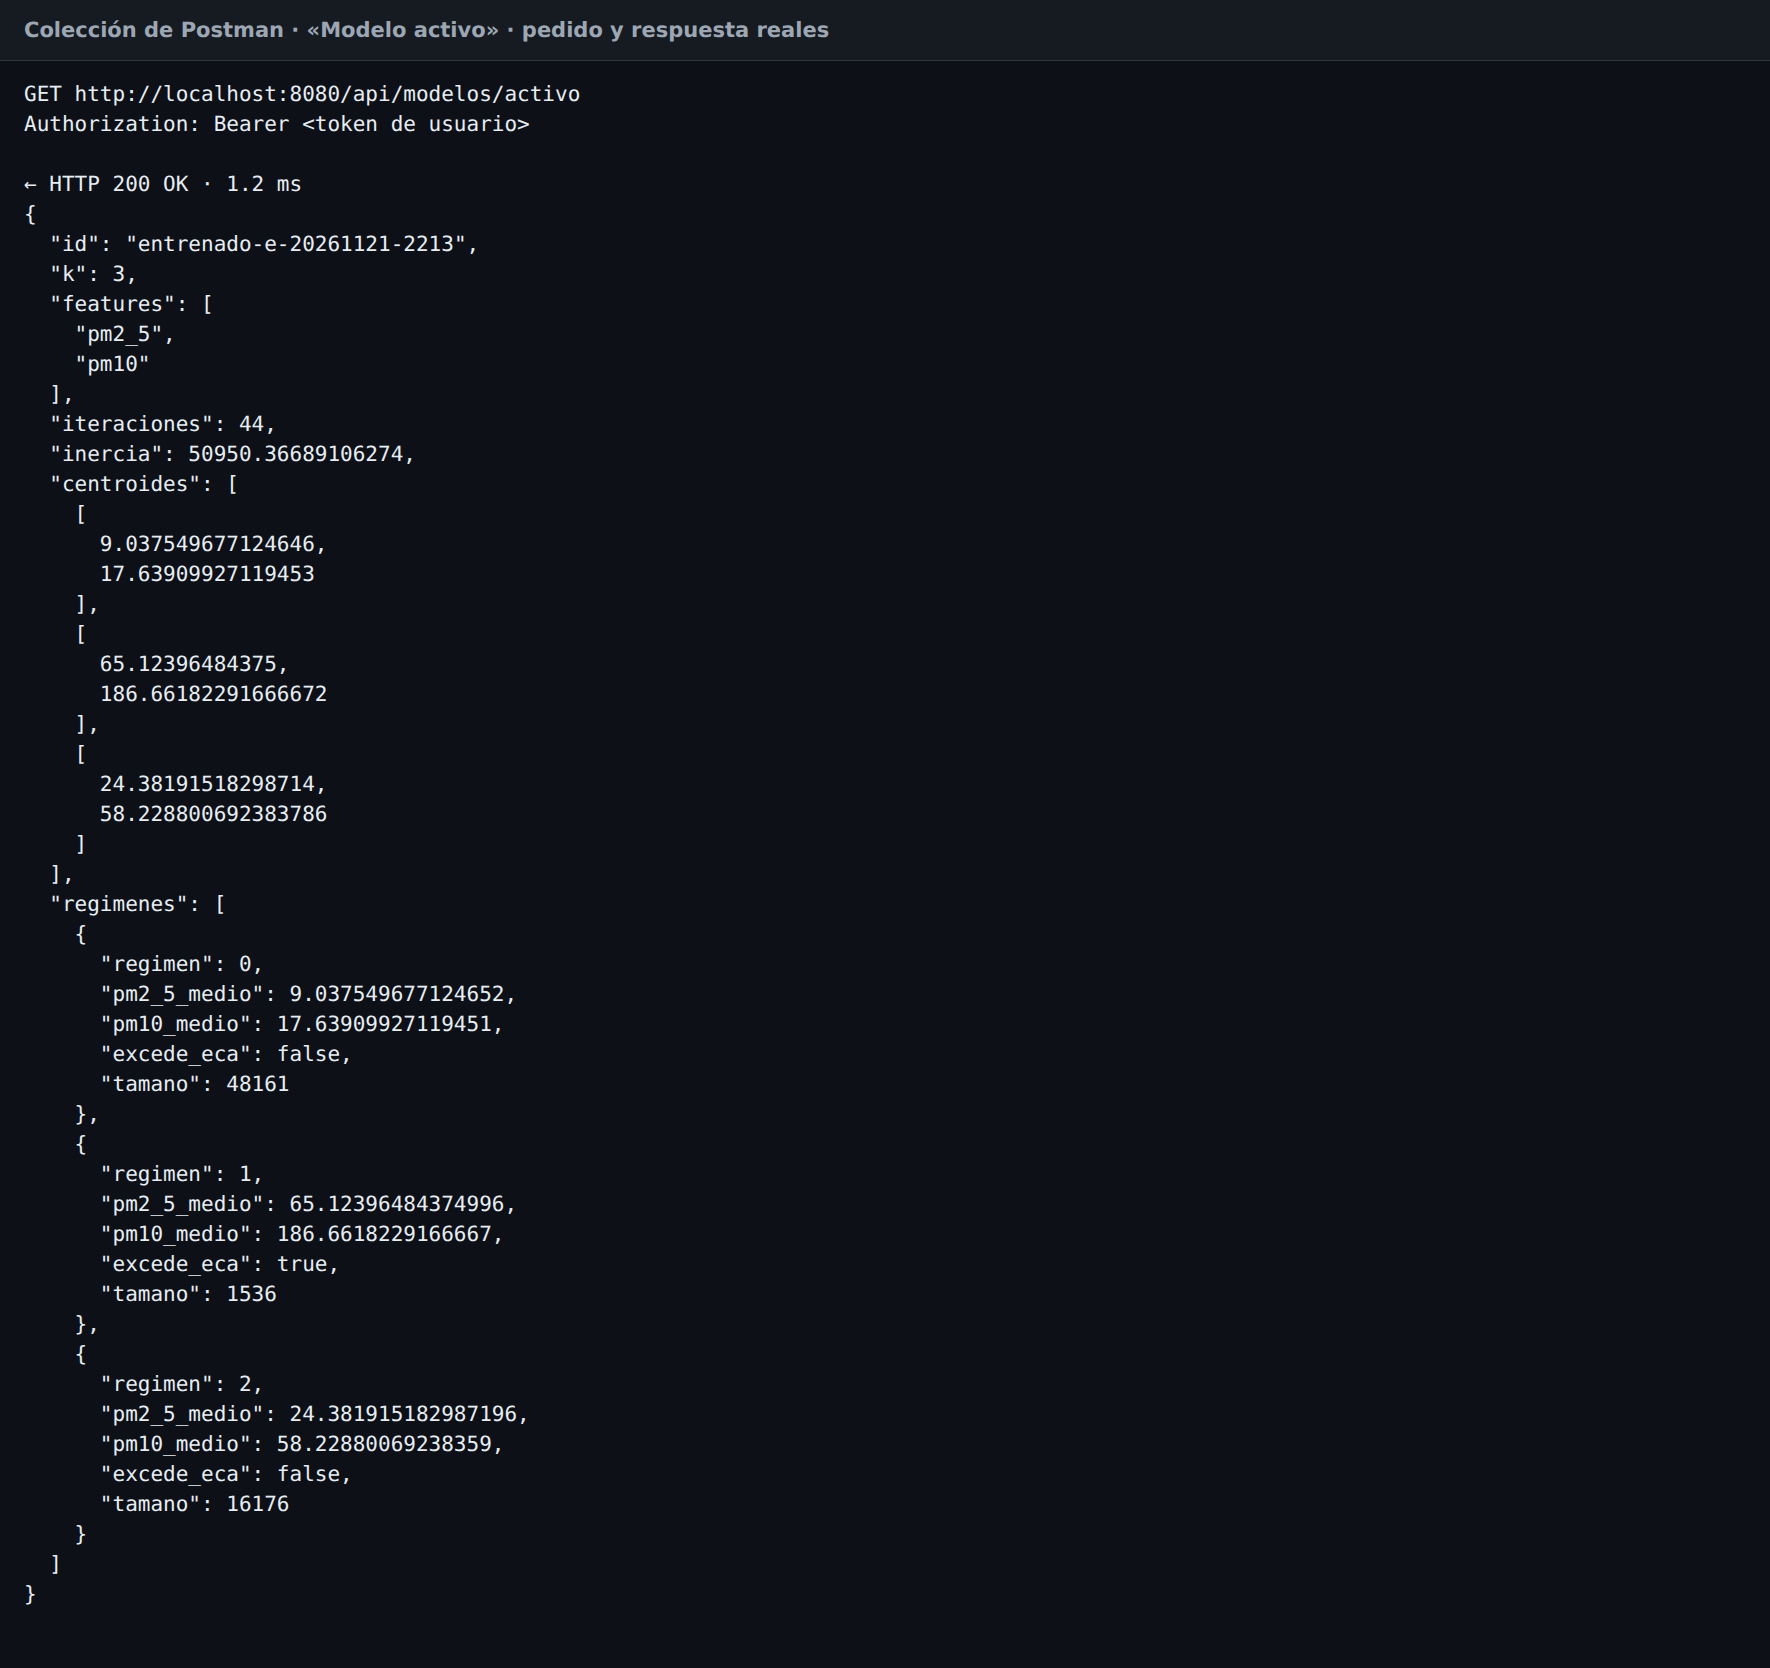 Colección de Postman · «Modelo activo» · pedido y respuesta reales
GET http://localhost:8080/api/modelos/activo
Authorization: Bearer <token de usuario>
← HTTP 200 OK · 1.2 ms
{
  "id": "entrenado-e-20261121-2213",
  "k": 3,
  "features": [
    "pm2_5",
    "pm10"
  ],
  "iteraciones": 44,
  "inercia": 50950.36689106274,
  "centroides": [
    [
      9.037549677124646,
      17.63909927119453
    ],
    [
      65.12396484375,
      186.66182291666672
    ],
    [
      24.38191518298714,
      58.228800692383786
    ]
  ],
  "regimenes": [
    {
      "regimen": 0,
      "pm2_5_medio": 9.037549677124652,
      "pm10_medio": 17.63909927119451,
      "excede_eca": false,
      "tamano": 48161
    },
    {
      "regimen": 1,
      "pm2_5_medio": 65.12396484374996,
      "pm10_medio": 186.6618229166667,
      "excede_eca": true,
      "tamano": 1536
    },
    {
      "regimen": 2,
      "pm2_5_medio": 24.381915182987196,
      "pm10_medio": 58.22880069238359,
      "excede_eca": false,
      "tamano": 16176
    }
  ]
}